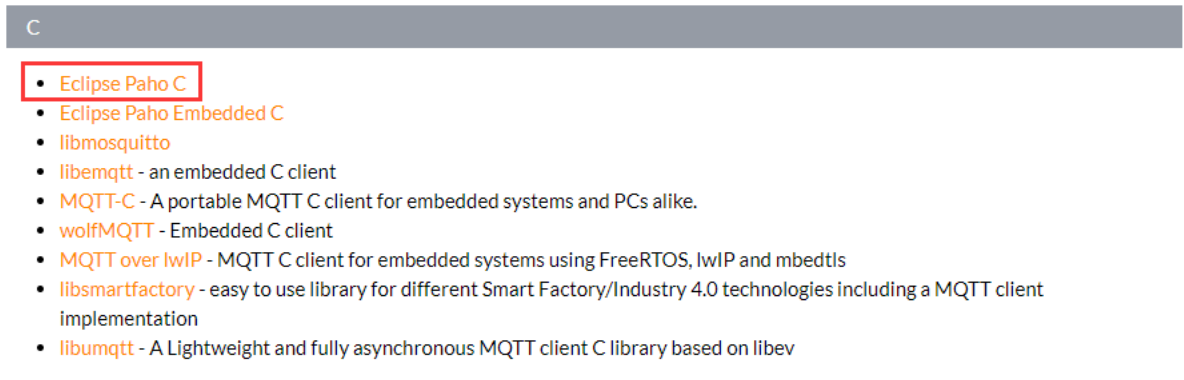 C
Eclipse Paho C
Eclipse Paho Embedded C
libmosquitto
libemqtt - an embedded C client
MQTT-C - A portable MQTT C client for embedded systems and PCs alike.
wolfMQTT - Embedded C client
MQTT over lwIP - MQTT C client for embedded systems using FreeRTOS, lwIP and mbedtls
libsmartfactory - easy to use library for different Smart Factory/Industry 4.0 technologies including a MQTT client
implementation
libumqtt - A Lightweight and fully asynchronous MQTT client C library based on libev